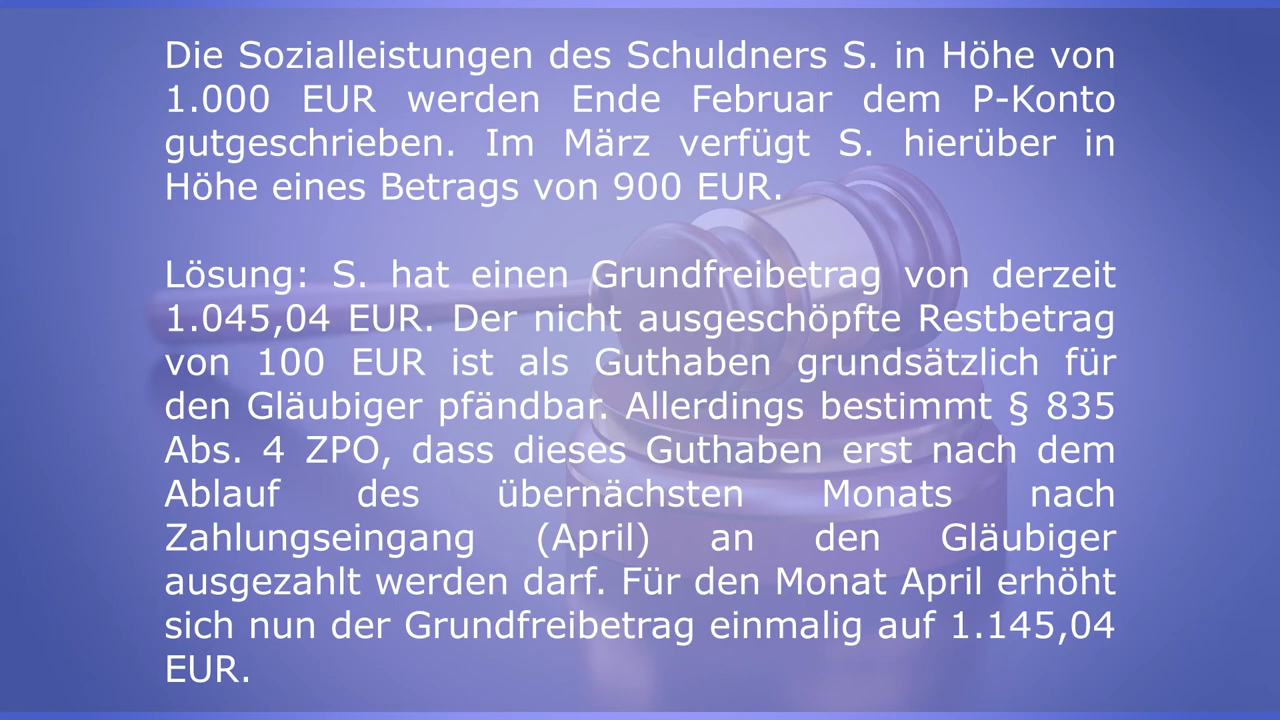 Die Sozialleistungen des Schuldners S. in Höhe von
1.000 EUR werden Ende Februar dem P-Konto
gutgeschrieben. Im März verfügt S. hierüber in
Höhe eines Betrags von 900 EUR.
Lösung: S. hat einen Grundfreibetrag von derzeit
1.045,04 EUR. Der nicht ausgeschöpfte Restbetrag
von 100 EUR ist als Guthaben grundsätzlich für
den Gläubiger pfändbar. Allerdings bestimmt § 835
Abs. 4 ZPO, dass dieses Guthaben erst nach dem
Ablauf des übernächsten Monats nach
Zahlungseingang (April) an den Gläubiger
ausgezahlt werden darf. Für den Monat April erhöht
sich nun der Grundfreibetrag einmalig auf 1.145,04
EUR.